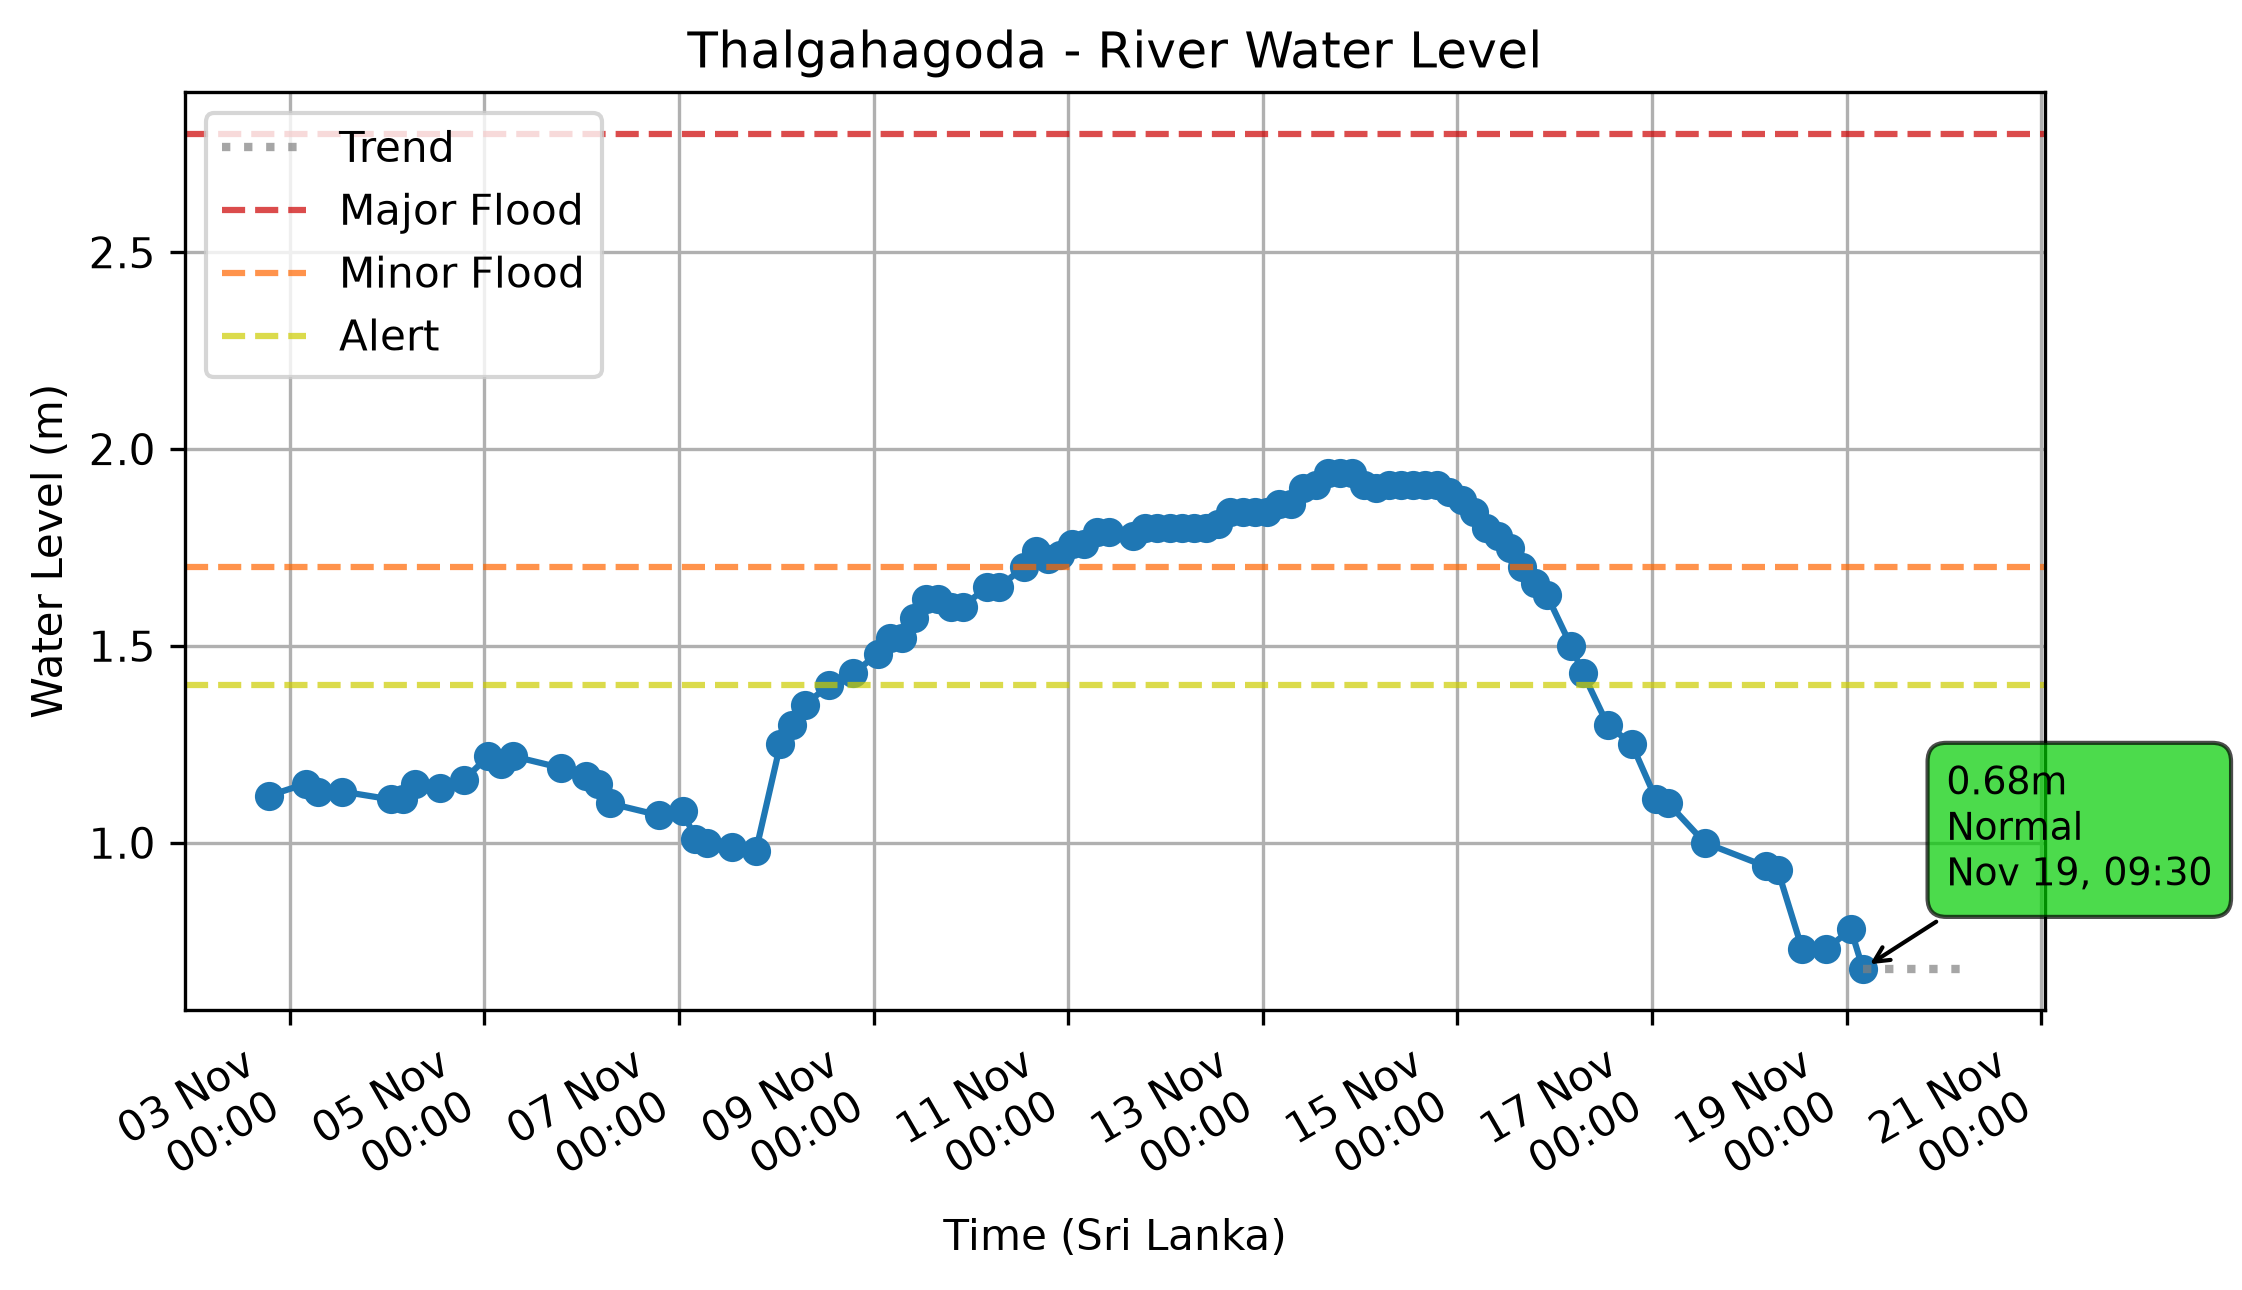 Thalgahagoda - River Water Level
Trend
Major Flood
Minor Flood
Alert
Water Level (m)
2.5
2.0
1.5
1.0
0.68m
Normal
Nov 19, 09:30
03 Nov
00:00
05 Nov
00:00
07 Nov
00:00
09 Nov
00:00
11 Nov
00:00
13 Nov
00:00
15 Nov
00:00
17 Nov
00:00
19 Nov
00:00
21 Nov
00:00
Time (Sri Lanka)